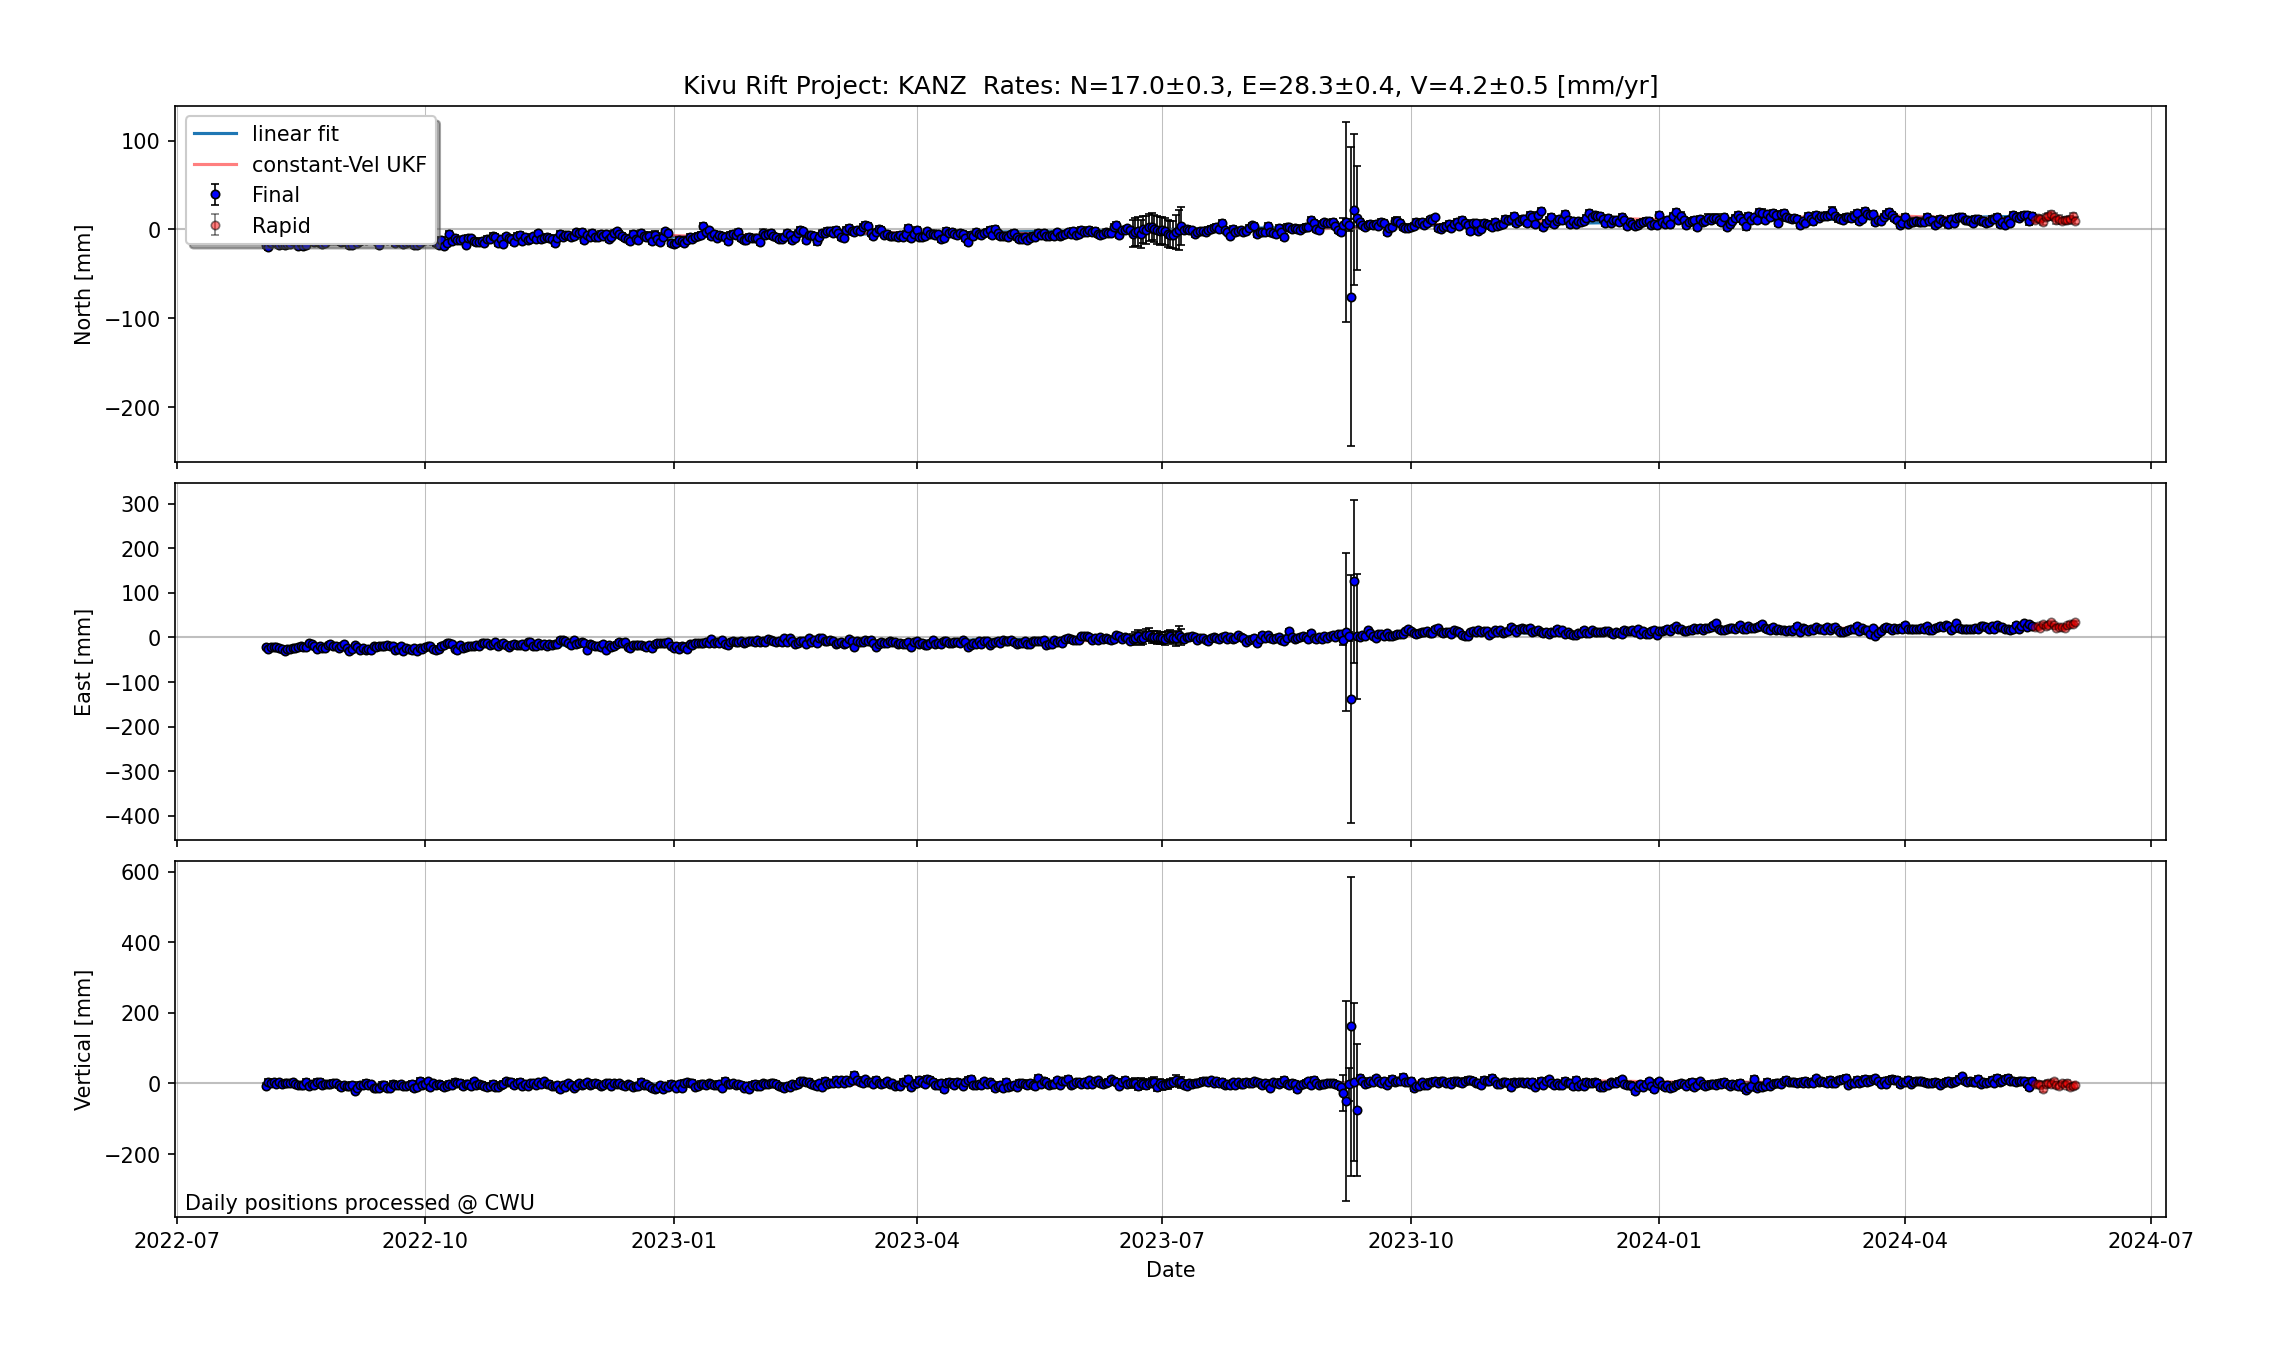 Kivu Rift Project: KANZ  Rates: N=17.0±0.3, E=28.3±0.4, V=4.2±0.5 [mm/yr]
linear fit
constant-Vel UKF
Final
Rapid
North [mm]
100
0
−100
−200
East [mm]
300
200
100
0
−100
−200
−300
−400
Vertical [mm]
600
400
200
0
−200
Daily positions processed @ CWU
2022-07 2022-10 2023-01 2023-04 2023-07 2023-10 2024-01 2024-04 2024-07
Date